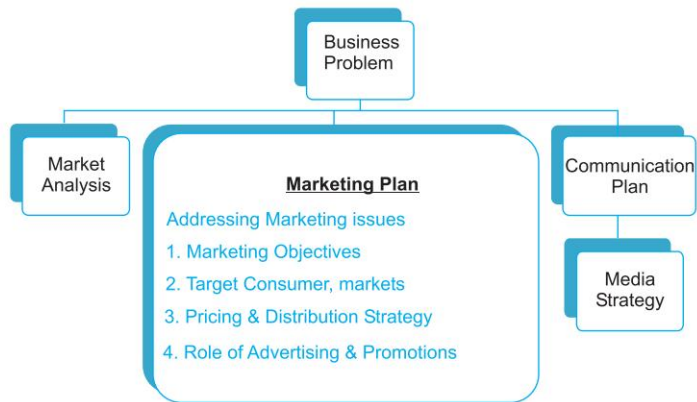 Business
Problem
Market
Analysis
Marketing Plan
Addressing Marketing issues
1. Marketing Objectives
2. Target Consumer, markets
3. Pricing & Distribution Strategy
4. Role of Advertising & Promotions
Communication
Plan
Media
Strategy